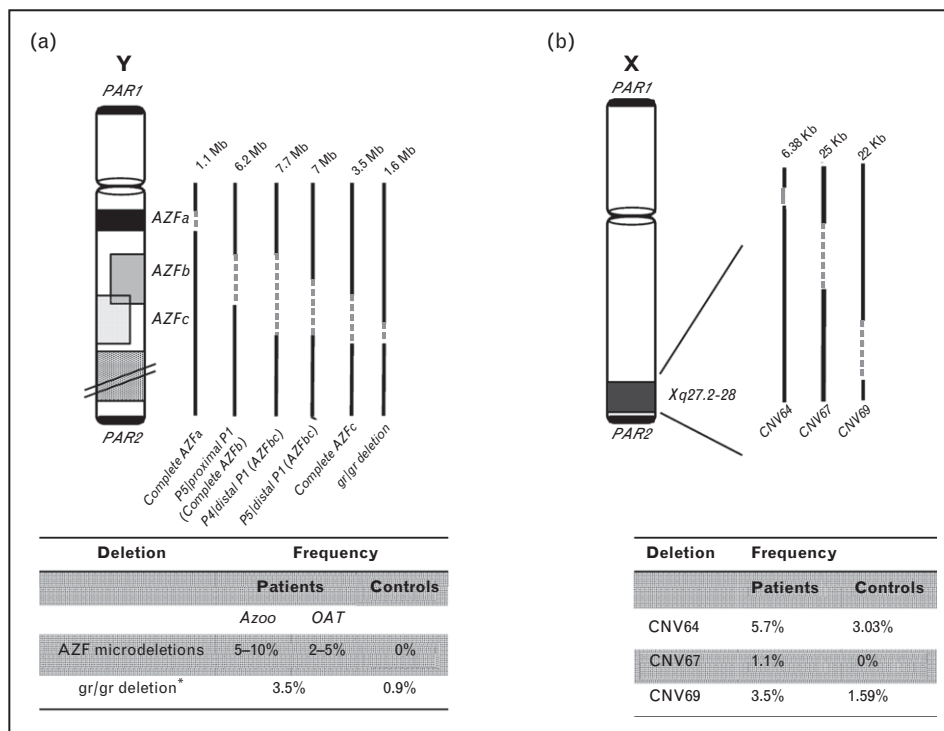 (a)
Y
PAR1
1.1 Mb
6.2 Mb
7.7 Mb
7 Mb
3.5 Mb
1.6 Mb
AZFa
AZFb
AZFc
PAR2
Complete AZFa
P5|proximal P1
(Complete AZFb)
P4|distal P1 (AZFbc)
P5|distal P1 (AZFbc)
Complete AZFc
gr|gr deletion
Deletion Frequency
Patients Controls
Azoo OAT
AZF microdeletions 5–10% 2–5% 0%
gr/gr deletion* 3.5% 0.9%
(b)
X
PAR1
6.38 Kb
25 Kb
22 Kb
Xq27.2-28
PAR2
CNV64
CNV67
CNV69
Deletion Frequency
Patients Controls
CNV64 5.7% 3.03%
CNV67 1.1% 0%
CNV69 3.5% 1.59%